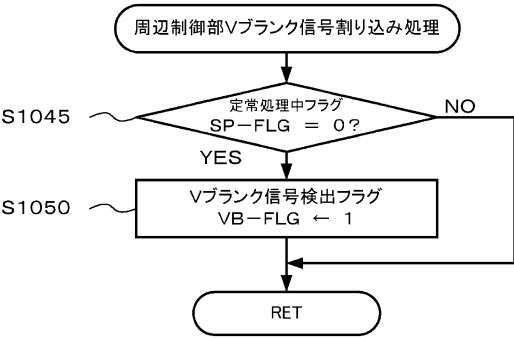 周辺制御部Vブランク信号割り込み処理
S1045
定常処理中フラグ
SP−FLG = 0?
NO
YES
S1050
Vブランク信号検出フラグ
VB−FLG ← 1
RET